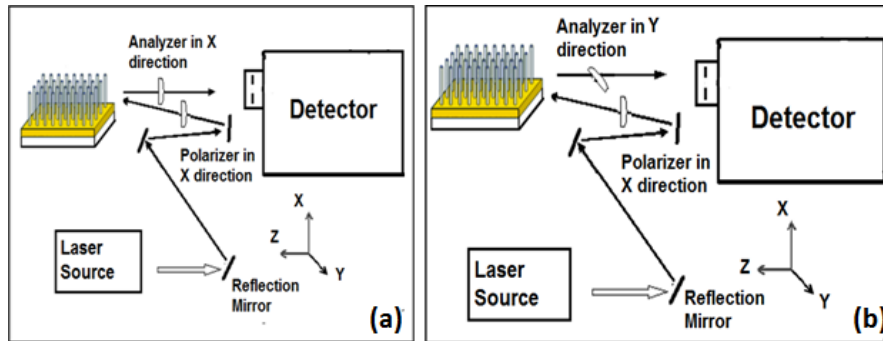 Analyzer in X
direction
Detector
Polarizer in
X direction
X
Z
Y
Laser
Source
Reflection
Mirror
(a)
Analyzer in Y
direction
Detector
Polarizer in
X direction
X
Z
Y
Laser
Source
Reflection
Mirror
(b)